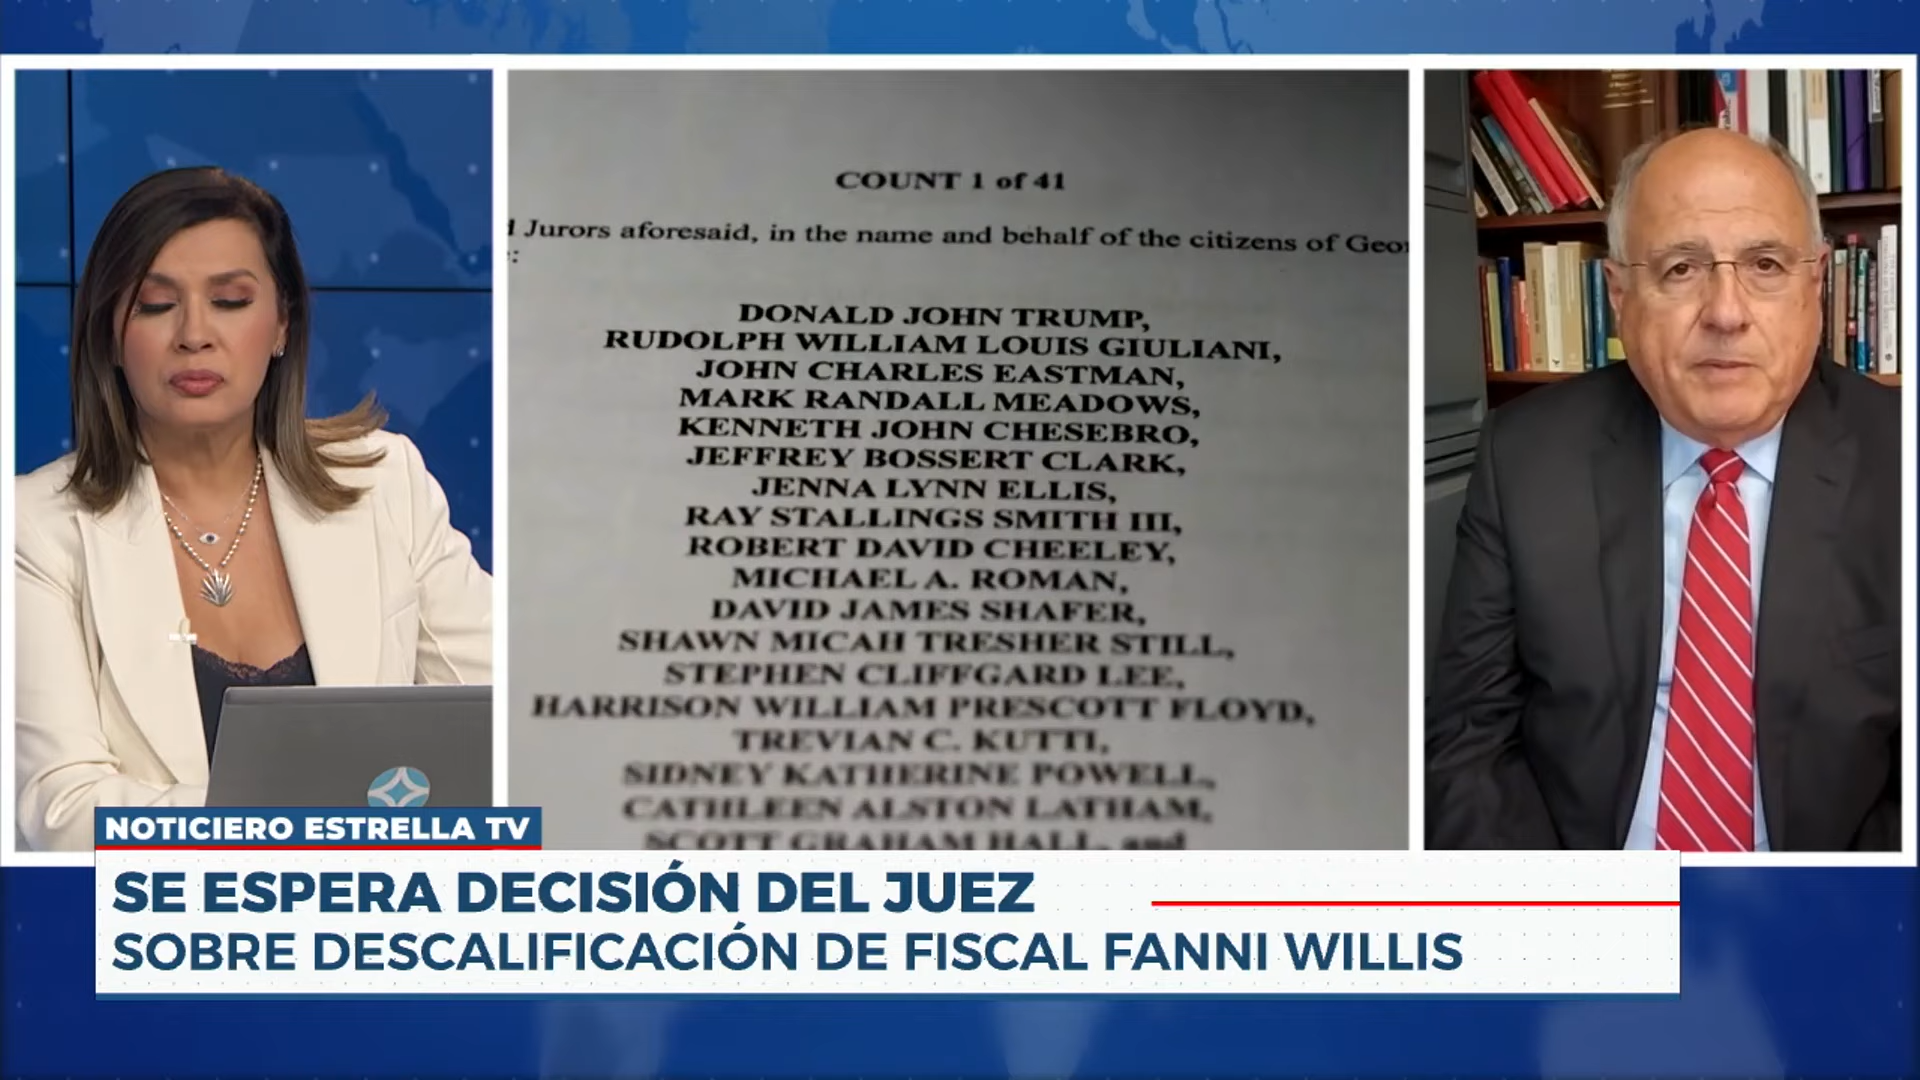 COUNT 1 of 41
Jurors aforesaid, in the name and behalf of the citizens of
DONALD JOHN TRUMP,
RUDOLPH WILLIAM LOUIS GIULIANI,
JOHN CHARLES EASTMAN,
MARK RANDALL MEADOWS,
KENNETH JOHN CHESEBRO,
JEFFREY BOSSERT CLARK,
JENNA LYNN ELLIS,
RAY STALLINGS SMITH III,
ROBERT DAVID CHEELEY,
MICHAEL A. ROMAN,
DAVID JAMES SHAFER,
SHAWN MICAH TRESHER STILL,
STEPHEN CLIFFGARD LEE,
HARRISON WILLIAM PRESCOTT FLOYD,
TREVIAN C. KUTTI,
SIDNEY KATHERINE POWELL,
CATHLEEN ALSTON LATHAM,
SCOTT GRAHAM HALL, and
NOTICIERO ESTRELLA TV
SE ESPERA DECISIÓN DEL JUEZ
SOBRE DESCALIFICACIÓN DE FISCAL FANNI WILLIS